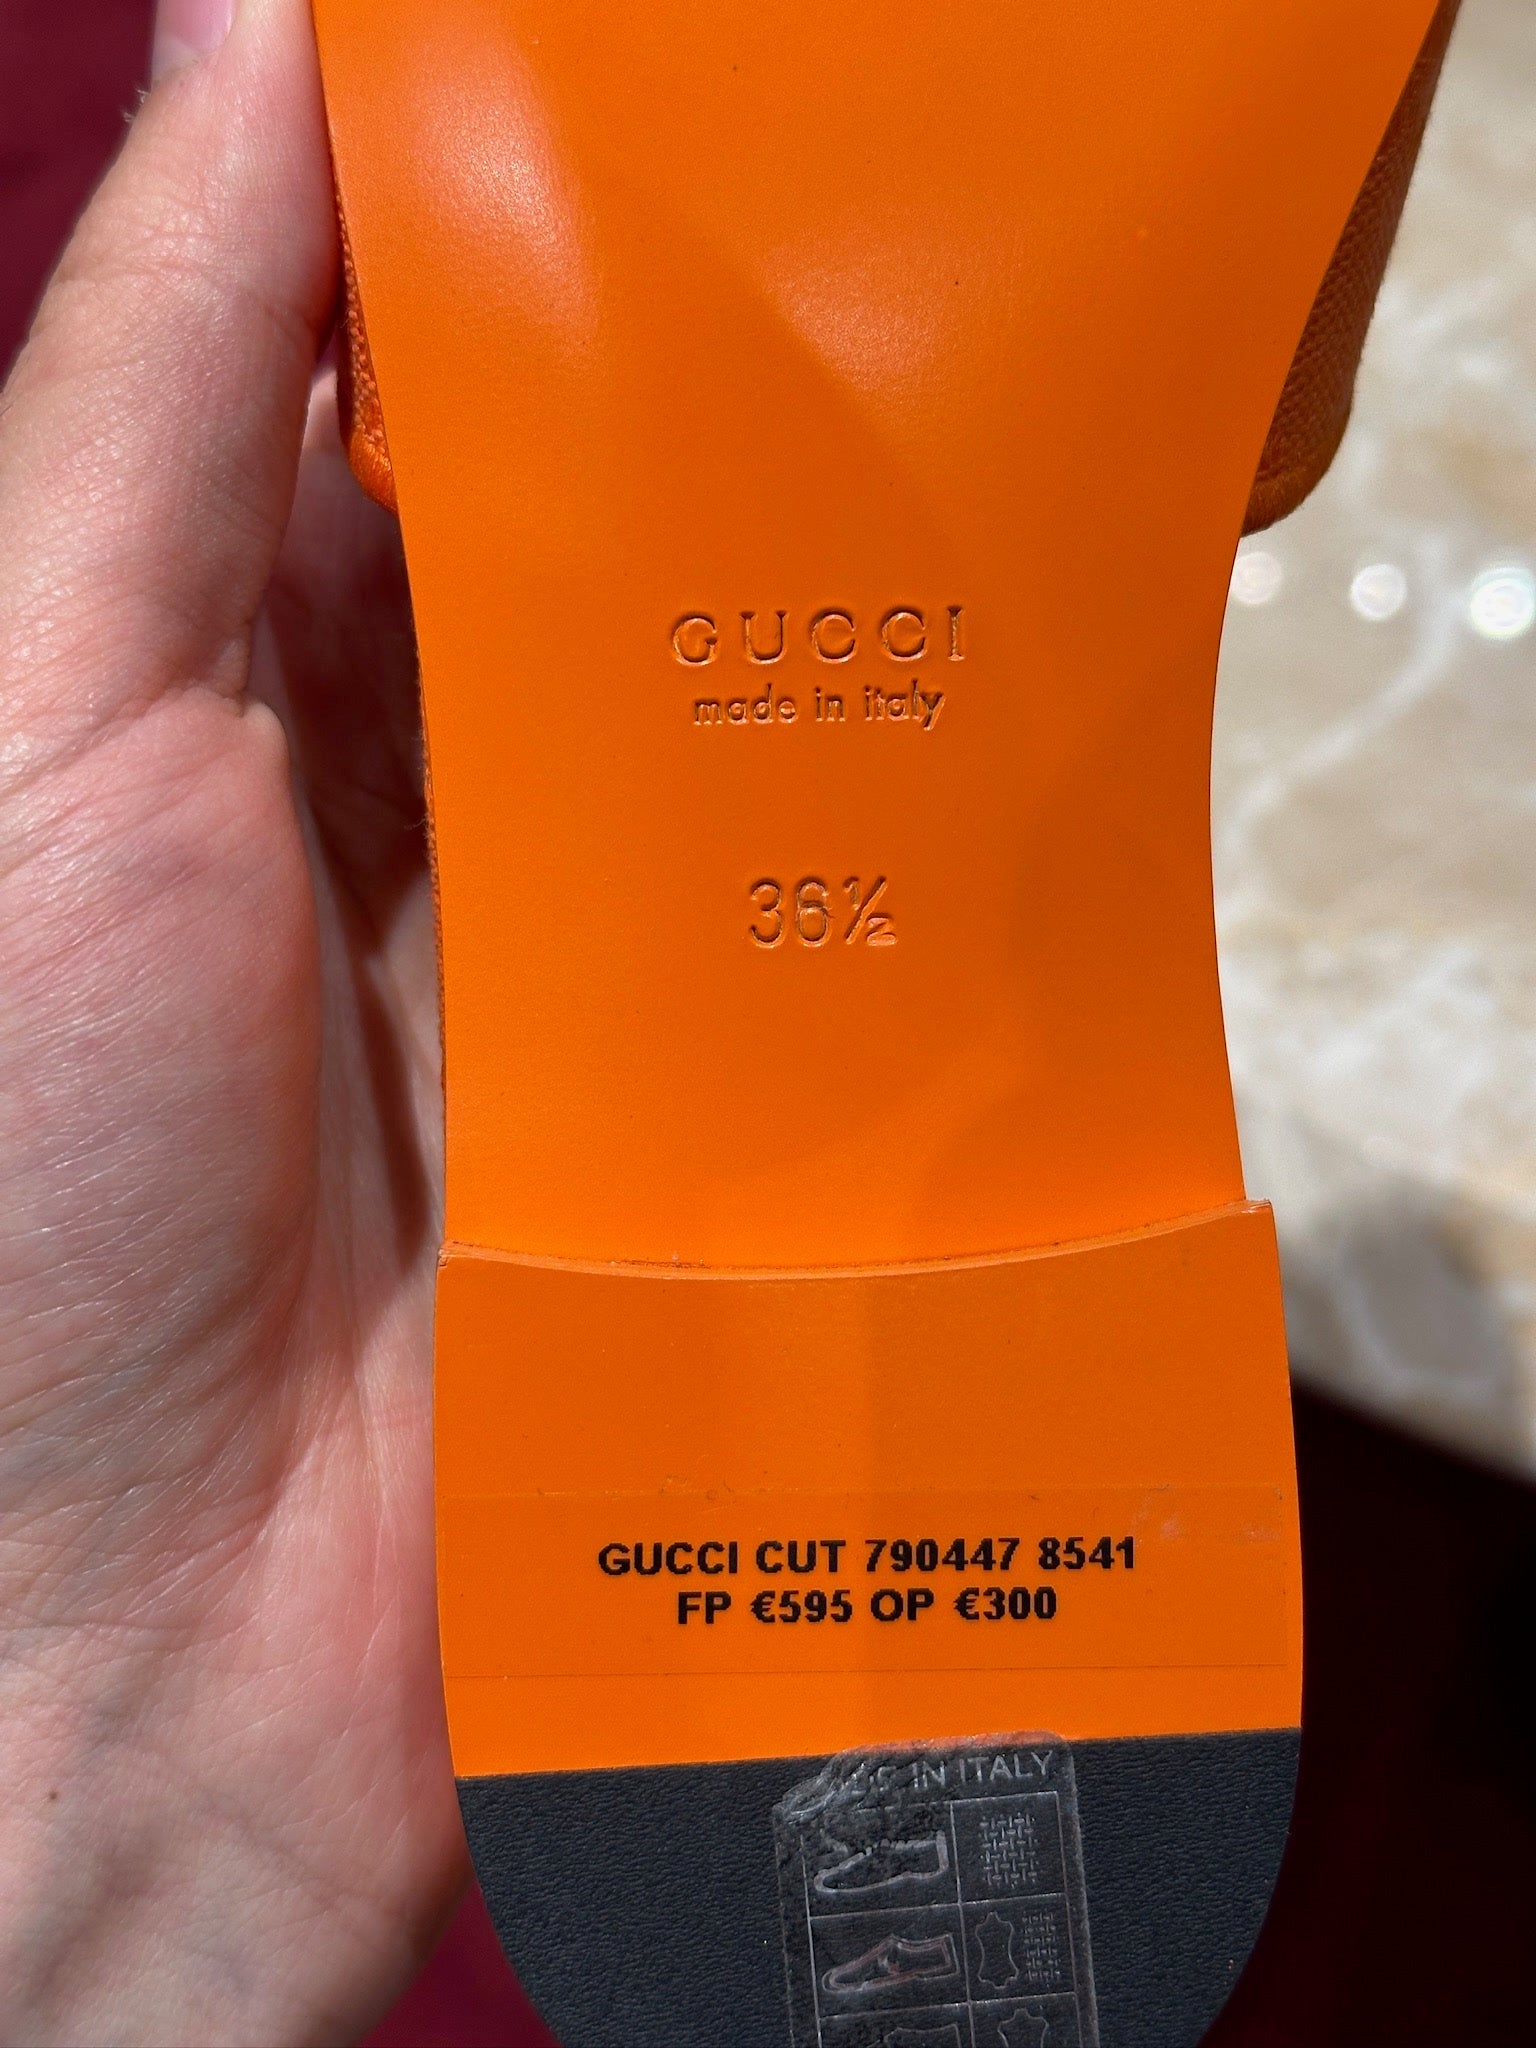 GUCCI
made in italy
36½
GUCCI CUT 790447 8541
FP €595 OP €300
IN ITALY